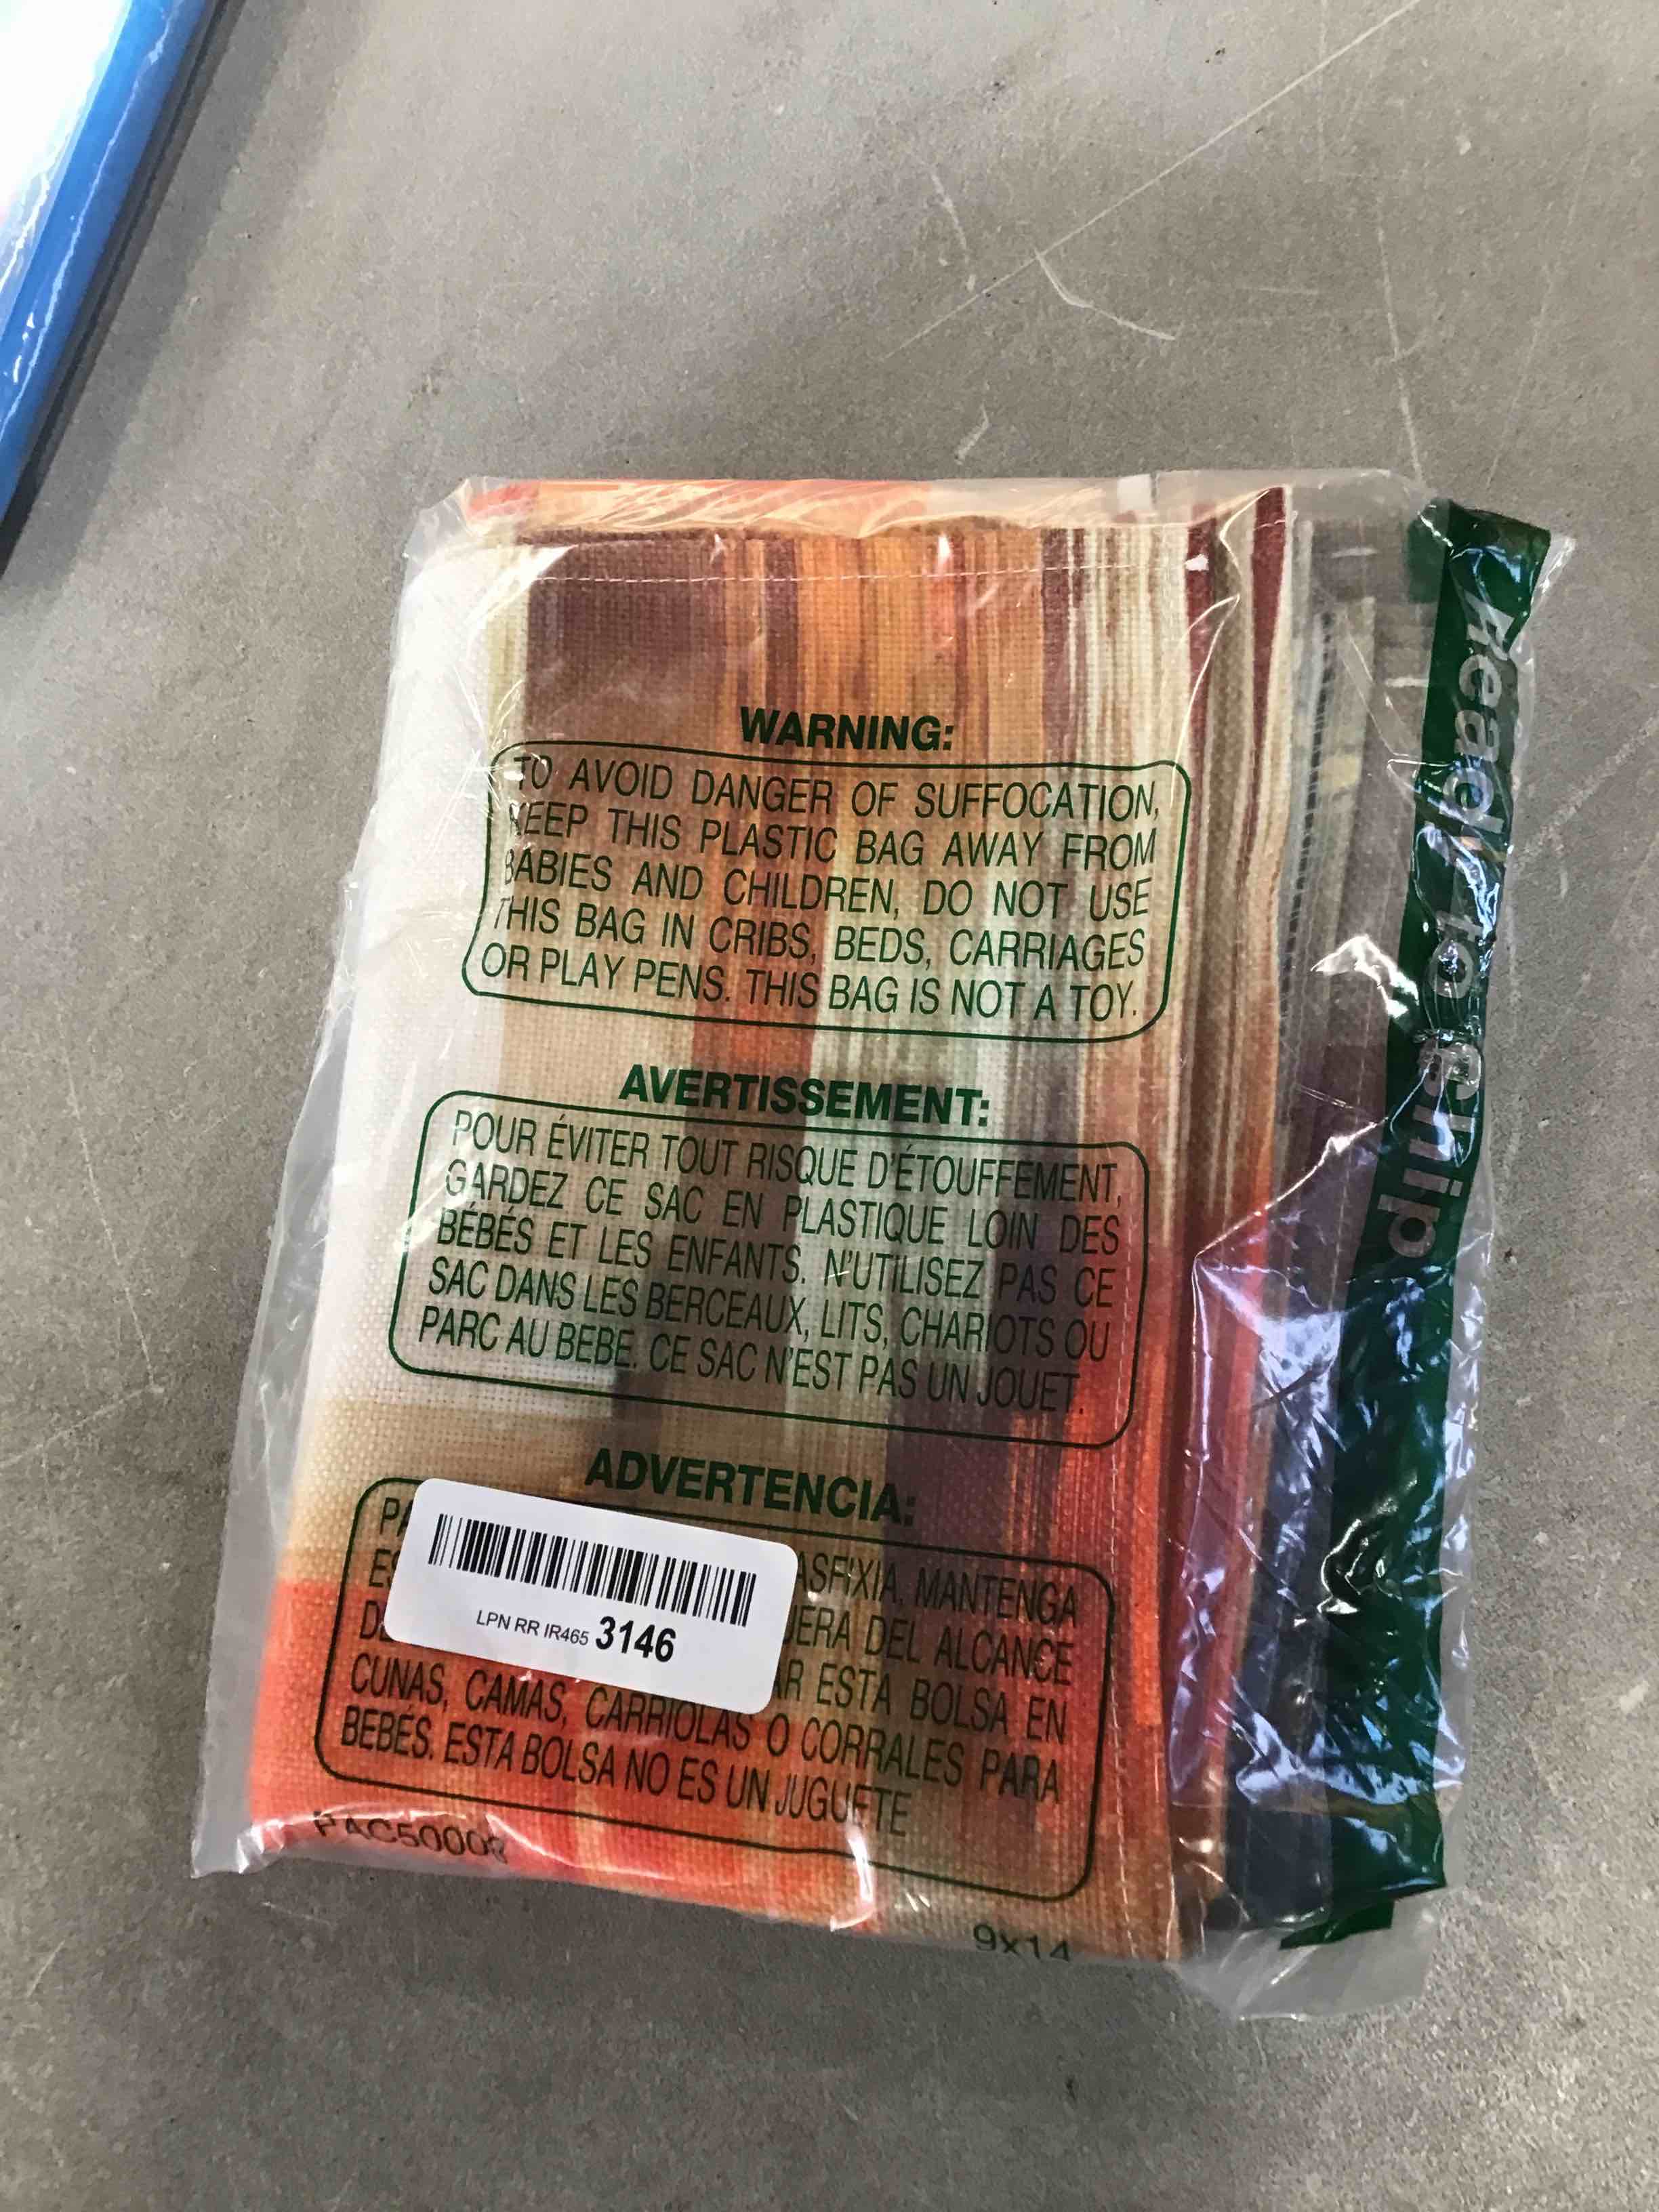 WARNING:
TO AVOID DANGER OF SUFFOCATION,
KEEP THIS PLASTIC BAG AWAY FROM
BABIES AND CHILDREN, DO NOT USE
THIS BAG IN CRIBS, BEDS, CARRIAGES
OR PLAY PENS. THIS BAG IS NOT A TOY.
AVERTISSEMENT:
POUR ÉVITER TOUT RISQUE D'ÉTOUFFEMENT,
GARDEZ CE SAC EN PLASTIQUE LOIN DES
BÉBÉS ET LES ENFANTS. N'UTILISEZ PAS CE
SAC DANS LES BERCEAUX, LITS, CHARIOTS OU
PARC AU BEBE. CE SAC N'EST PAS UN JOUET.
ADVERTENCIA:
ASFIXIA, MANTENGA
DEL ALCANCE
ESTA BOLSA EN
CUNAS, CAMAS, CARRIOLAS O CORRALES PARA
BEBES. ESTA BOLSA NO ES UN JUGUETE
LPN RR IR465 3146
9x14
Ready to Ship